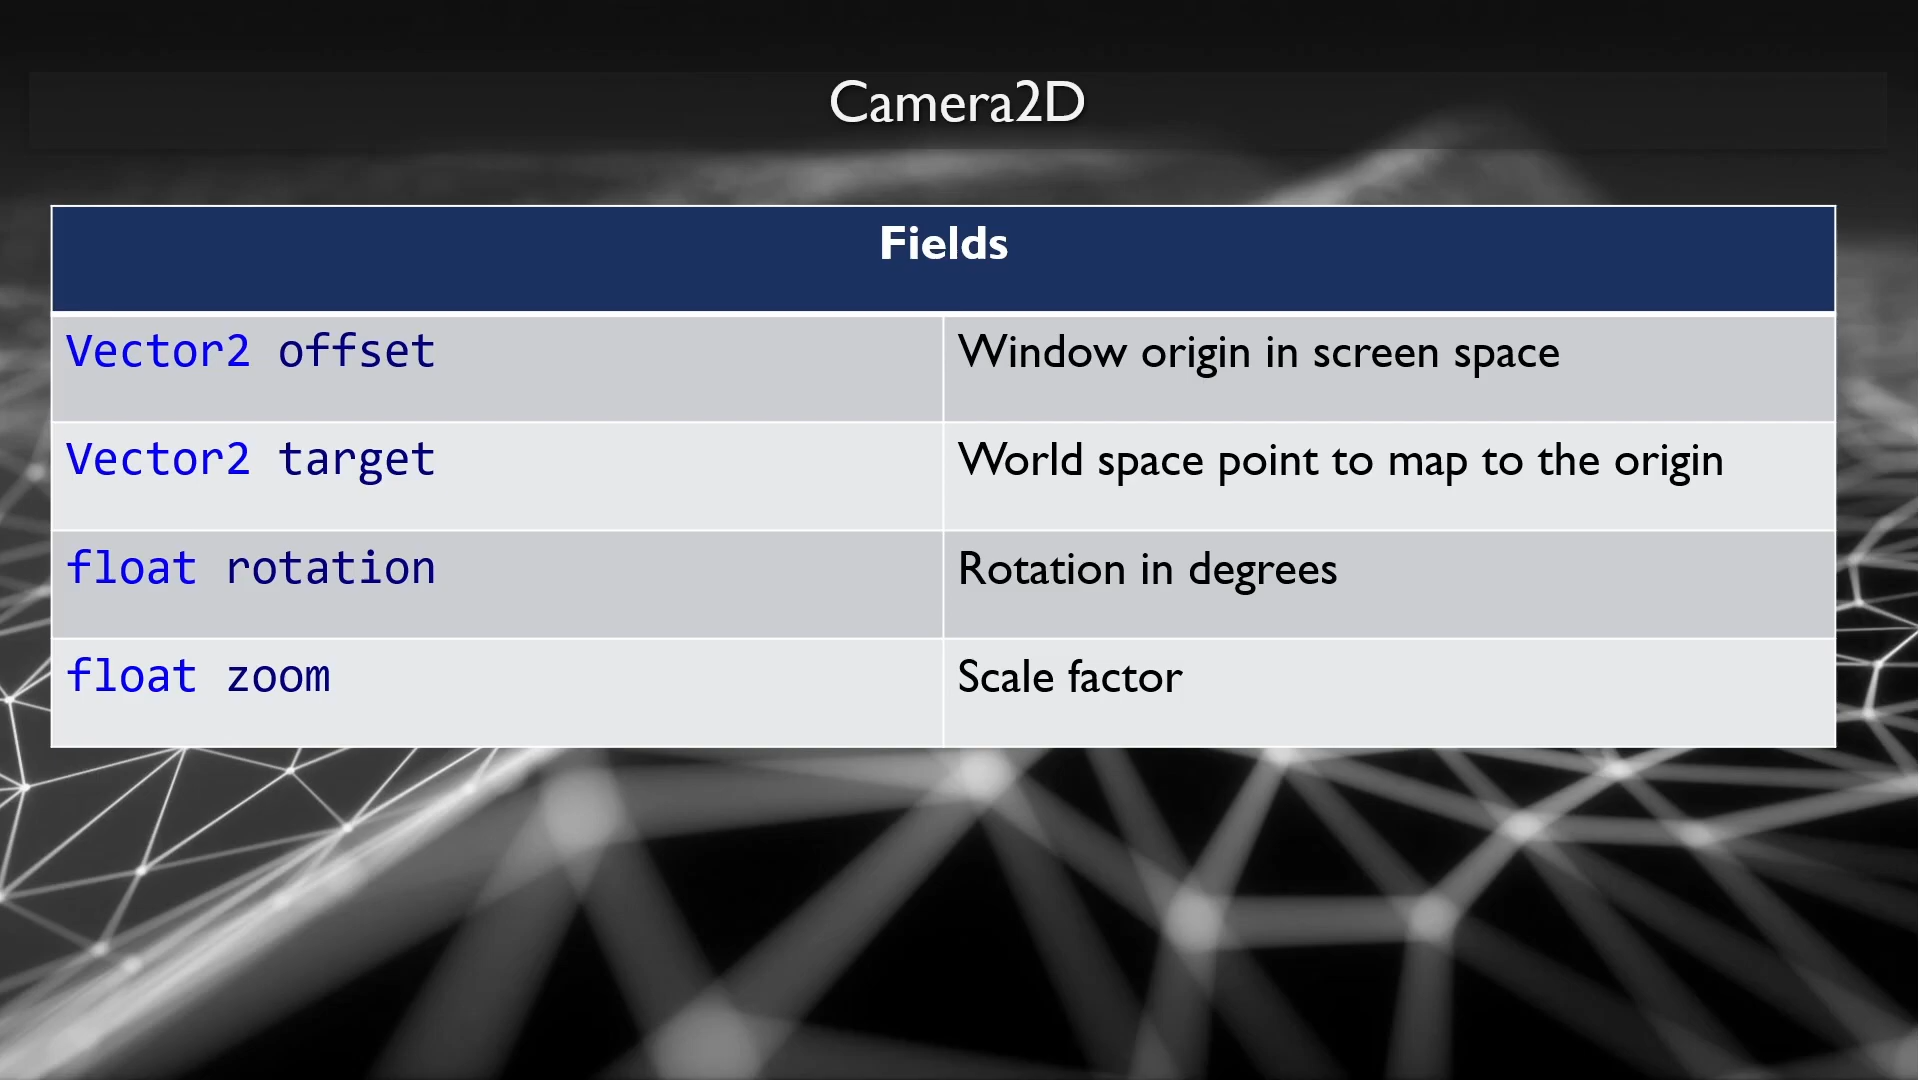 Camera2D
Fields
Vector2 offset
Window origin in screen space
Vector2 target
World space point to map to the origin
float rotation
Rotation in degrees
float zoom
Scale factor